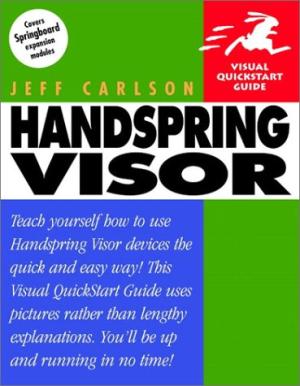 Covers
Springboard
expansion
modules
VISUAL
QUICKSTART
GUIDE
JEFF CARLSON
HANDSPRING
VISOR
Teach yourself how to use
Handspring Visor devices the
quick and easy way! This
Visual QuickStart Guide uses
pictures rather than lengthy
explanations. You'll be up
and running in no time!